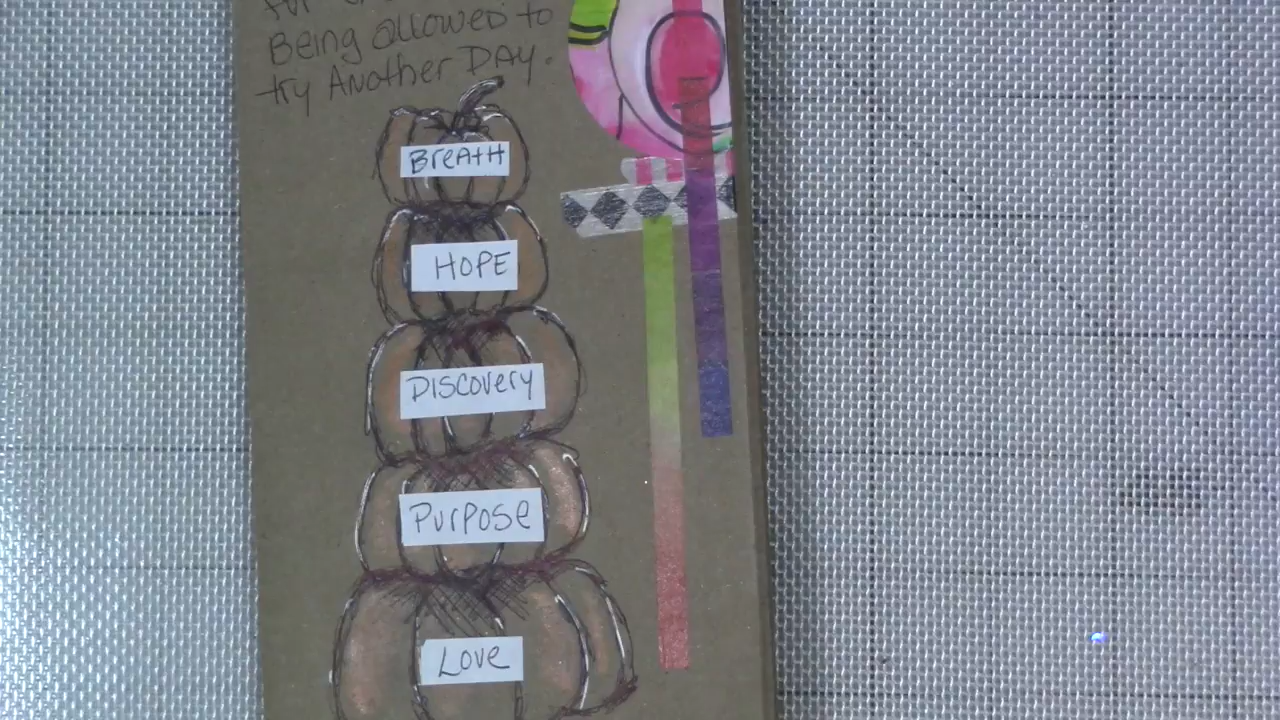 Being allowed to
try Another DAY.
BreATH
HOPE
DIScovery
Purpose
Love